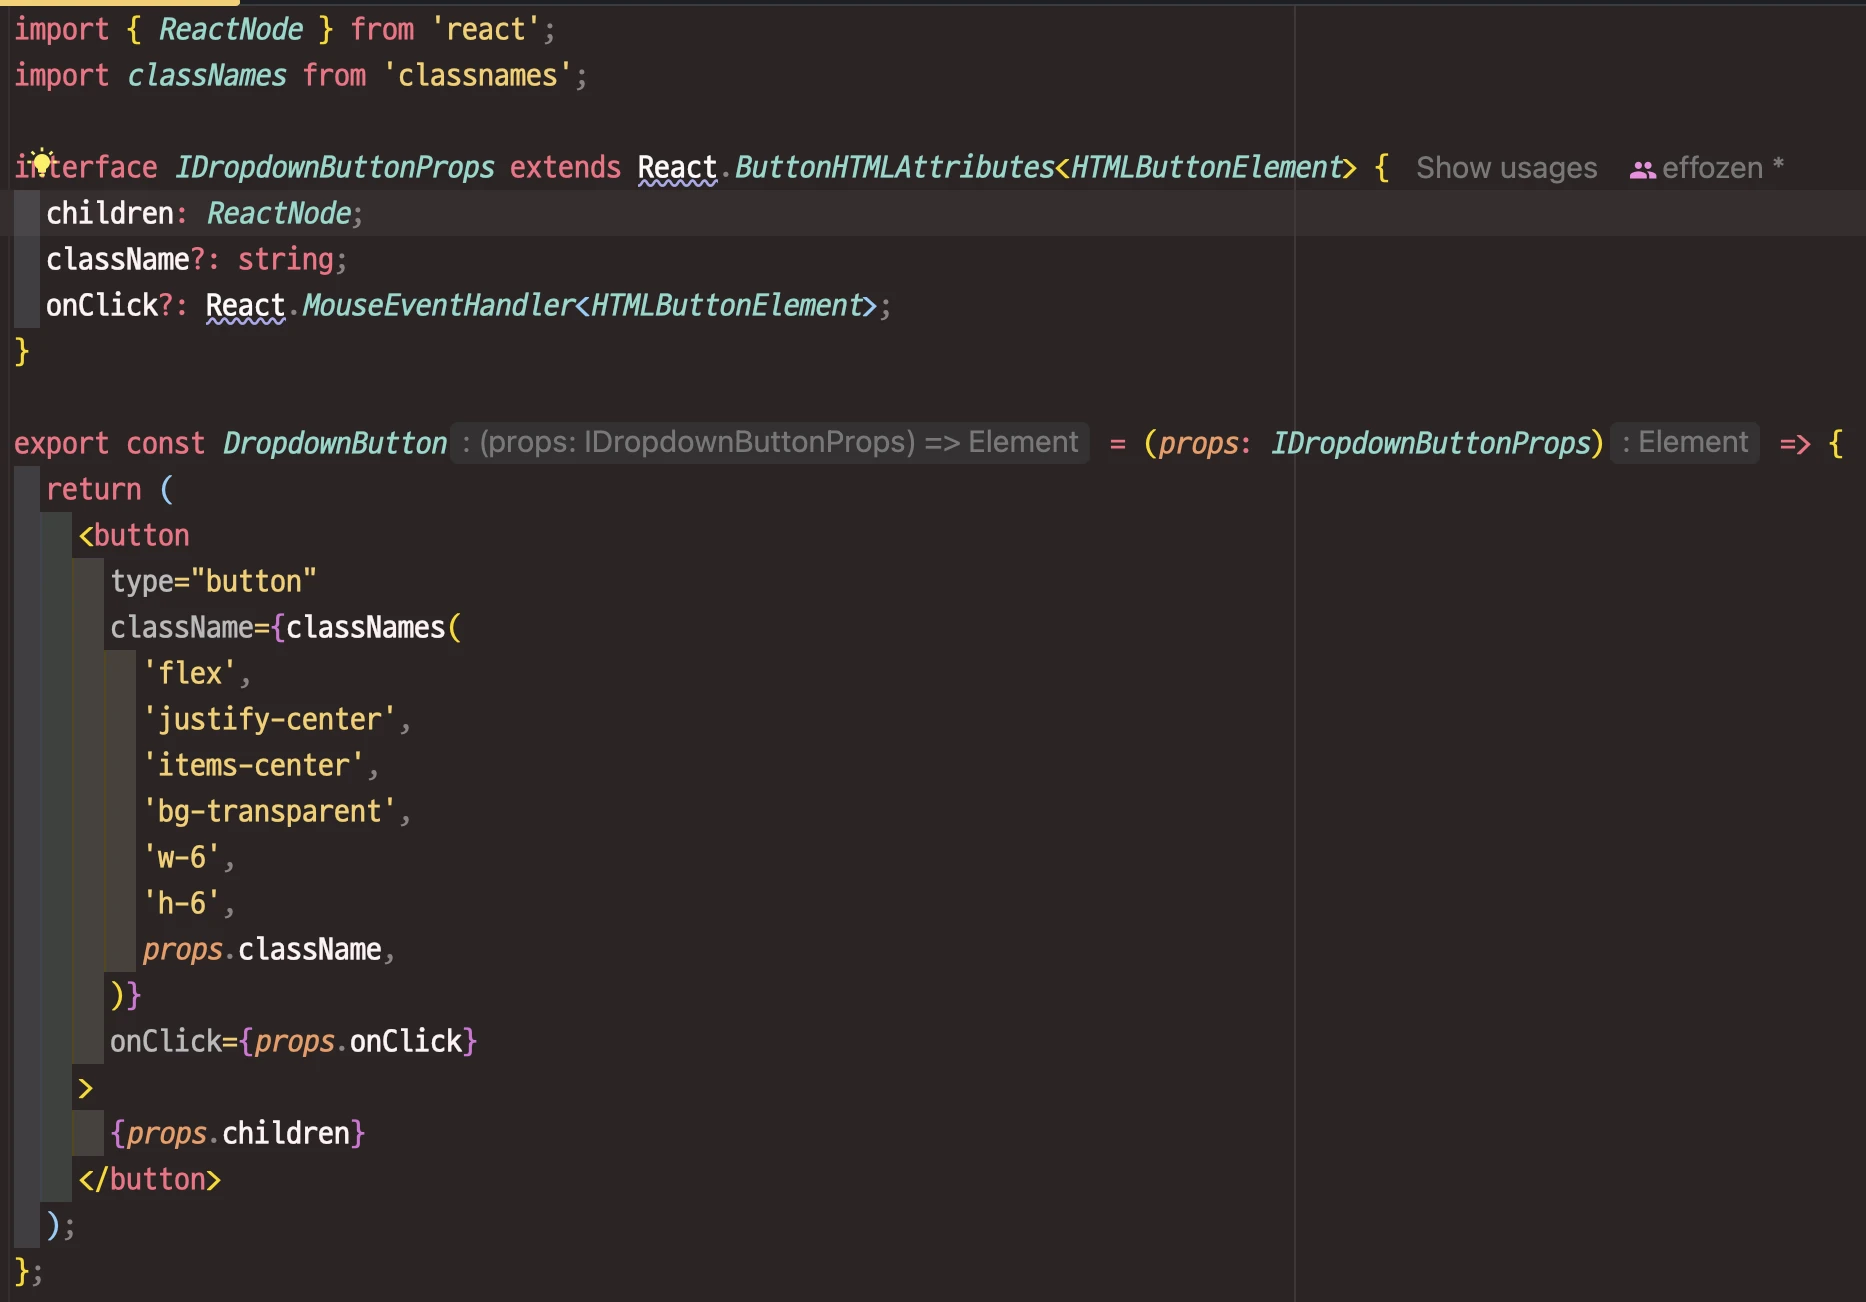 import { ReactNode } from 'react';
import classNames from 'classnames';
interface IDropdownButtonProps extends React.ButtonHTMLAttributes<HTMLButtonElement> { Show usages effozen *
children: ReactNode;
className?: string;
onClick?: React.MouseEventHandler<HTMLButtonElement>;
}
export const DropdownButton : (props: IDropdownButtonProps) => Element = (props: IDropdownButtonProps) : Element => {
return (
<button
type="button"
className={classNames(
'flex',
'justify-center',
'items-center',
'bg-transparent',
'w-6',
'h-6',
props.className,
)}
onClick={props.onClick}
>
{props.children}
</button>
);
};